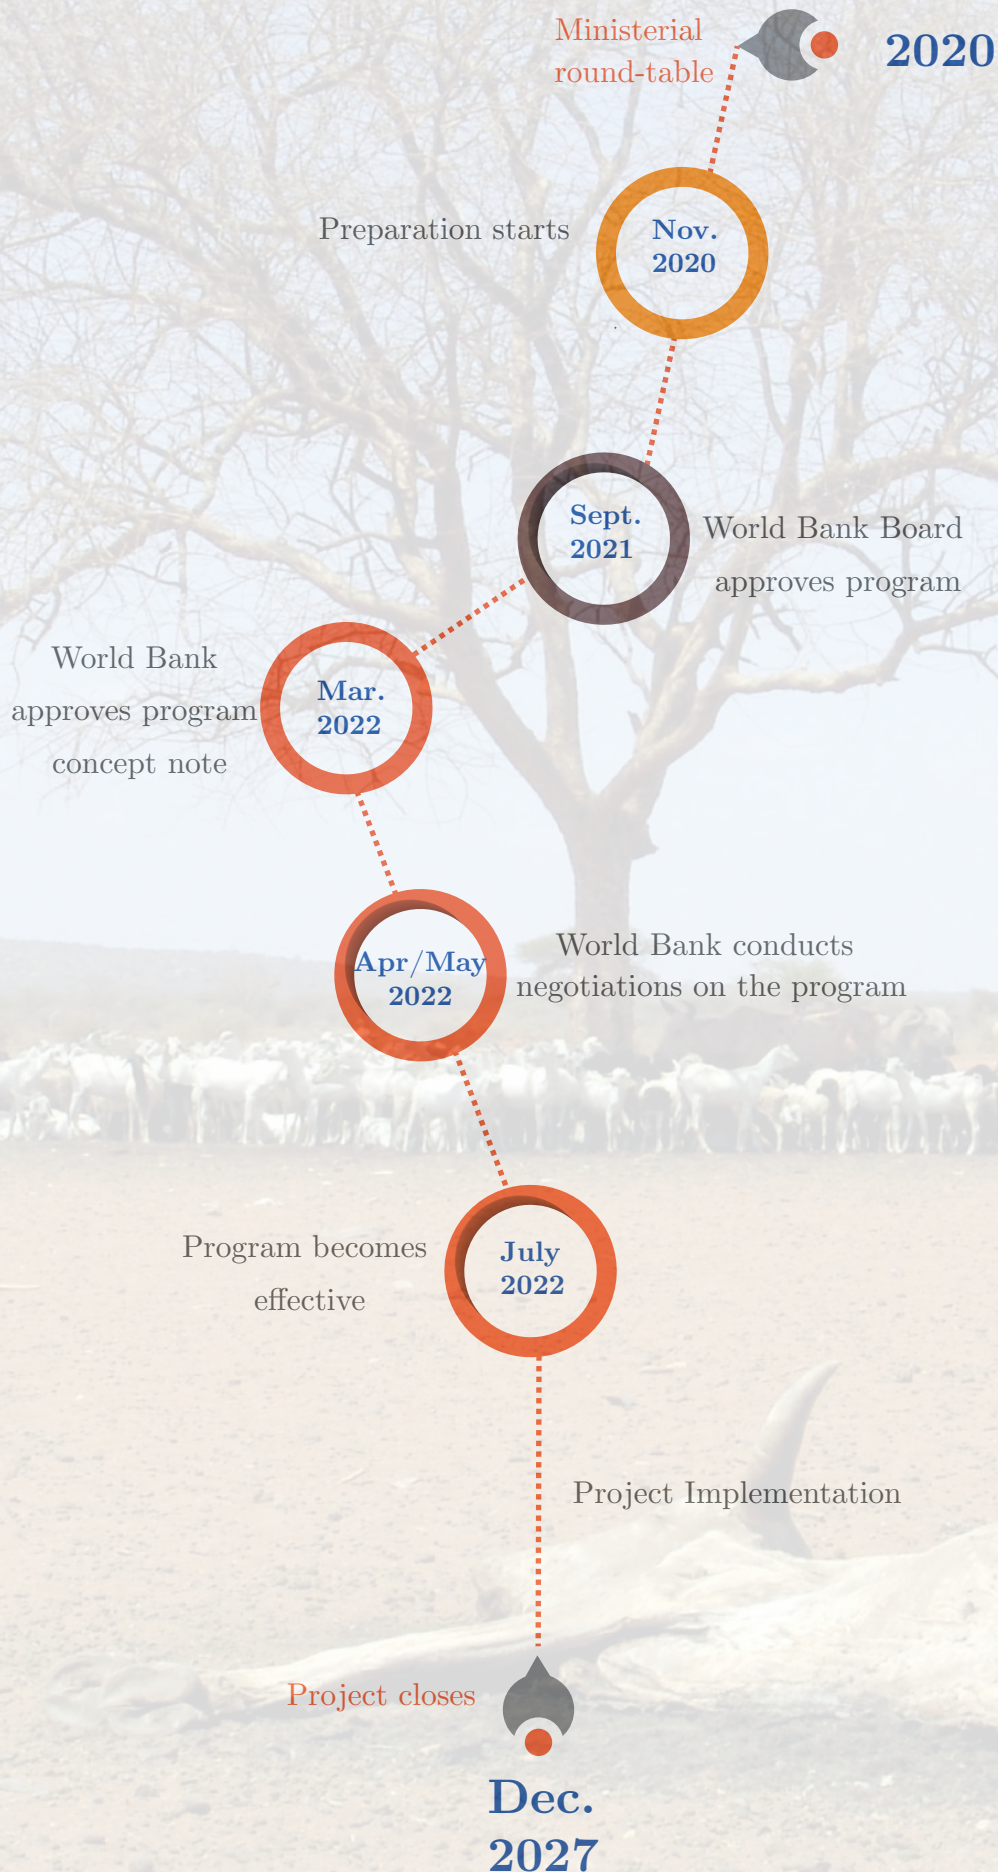 Ministerial
round-table
2020
Preparation starts
Nov.
2020
Sept.
2021
World Bank Board
approves program
World Bank
approves program
concept note
Mar.
2022
Apr/May
2022
World Bank conducts
negotiations on the program
Program becomes
effective
July
2022
Project Implementation
Project closes
Dec.
2027